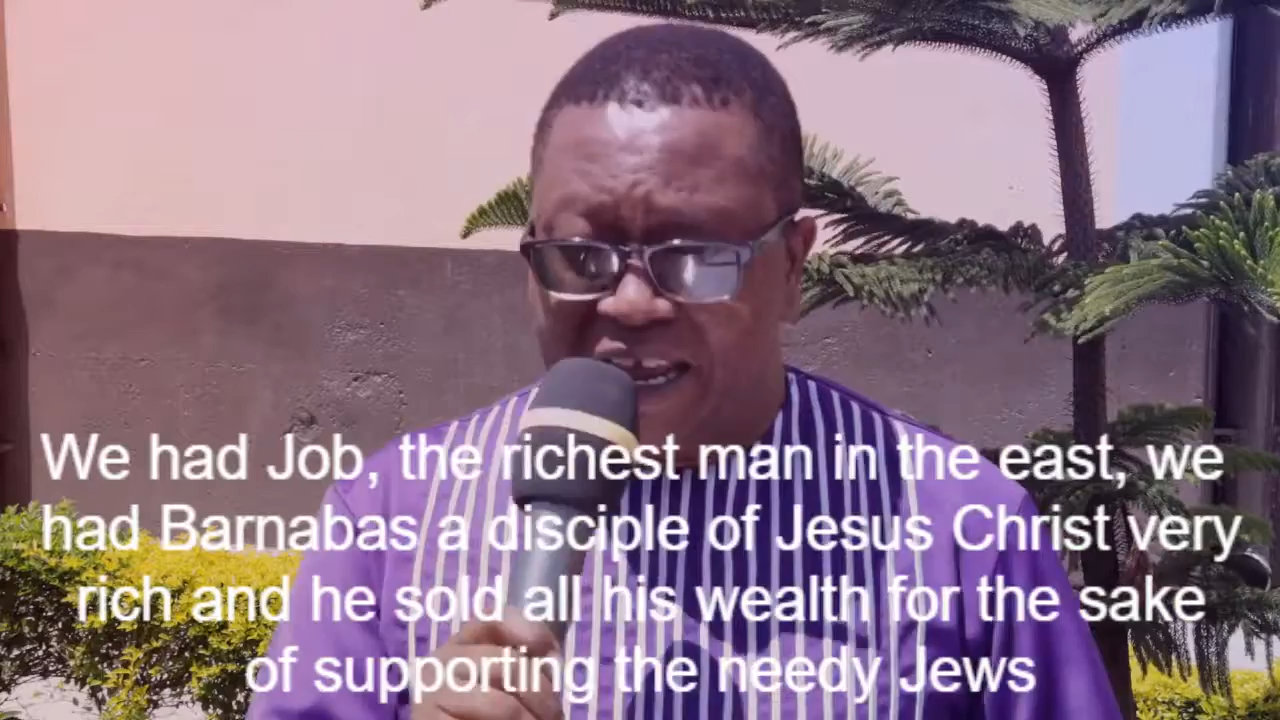 We had Job, the richest man in the east, we
had Barnabas a disciple of Jesus Christ very
rich and he sold all his wealth for the sake
of supporting the needy Jews